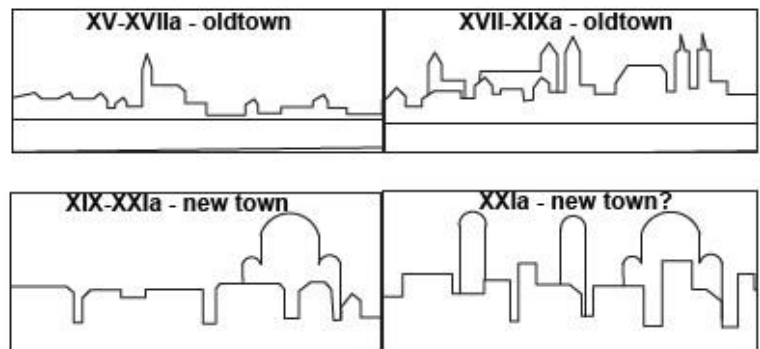 XV-XVIIa - oldtown
XVII-XIXa - oldtown
XIX-XXIa - new town
XXIa - new town?